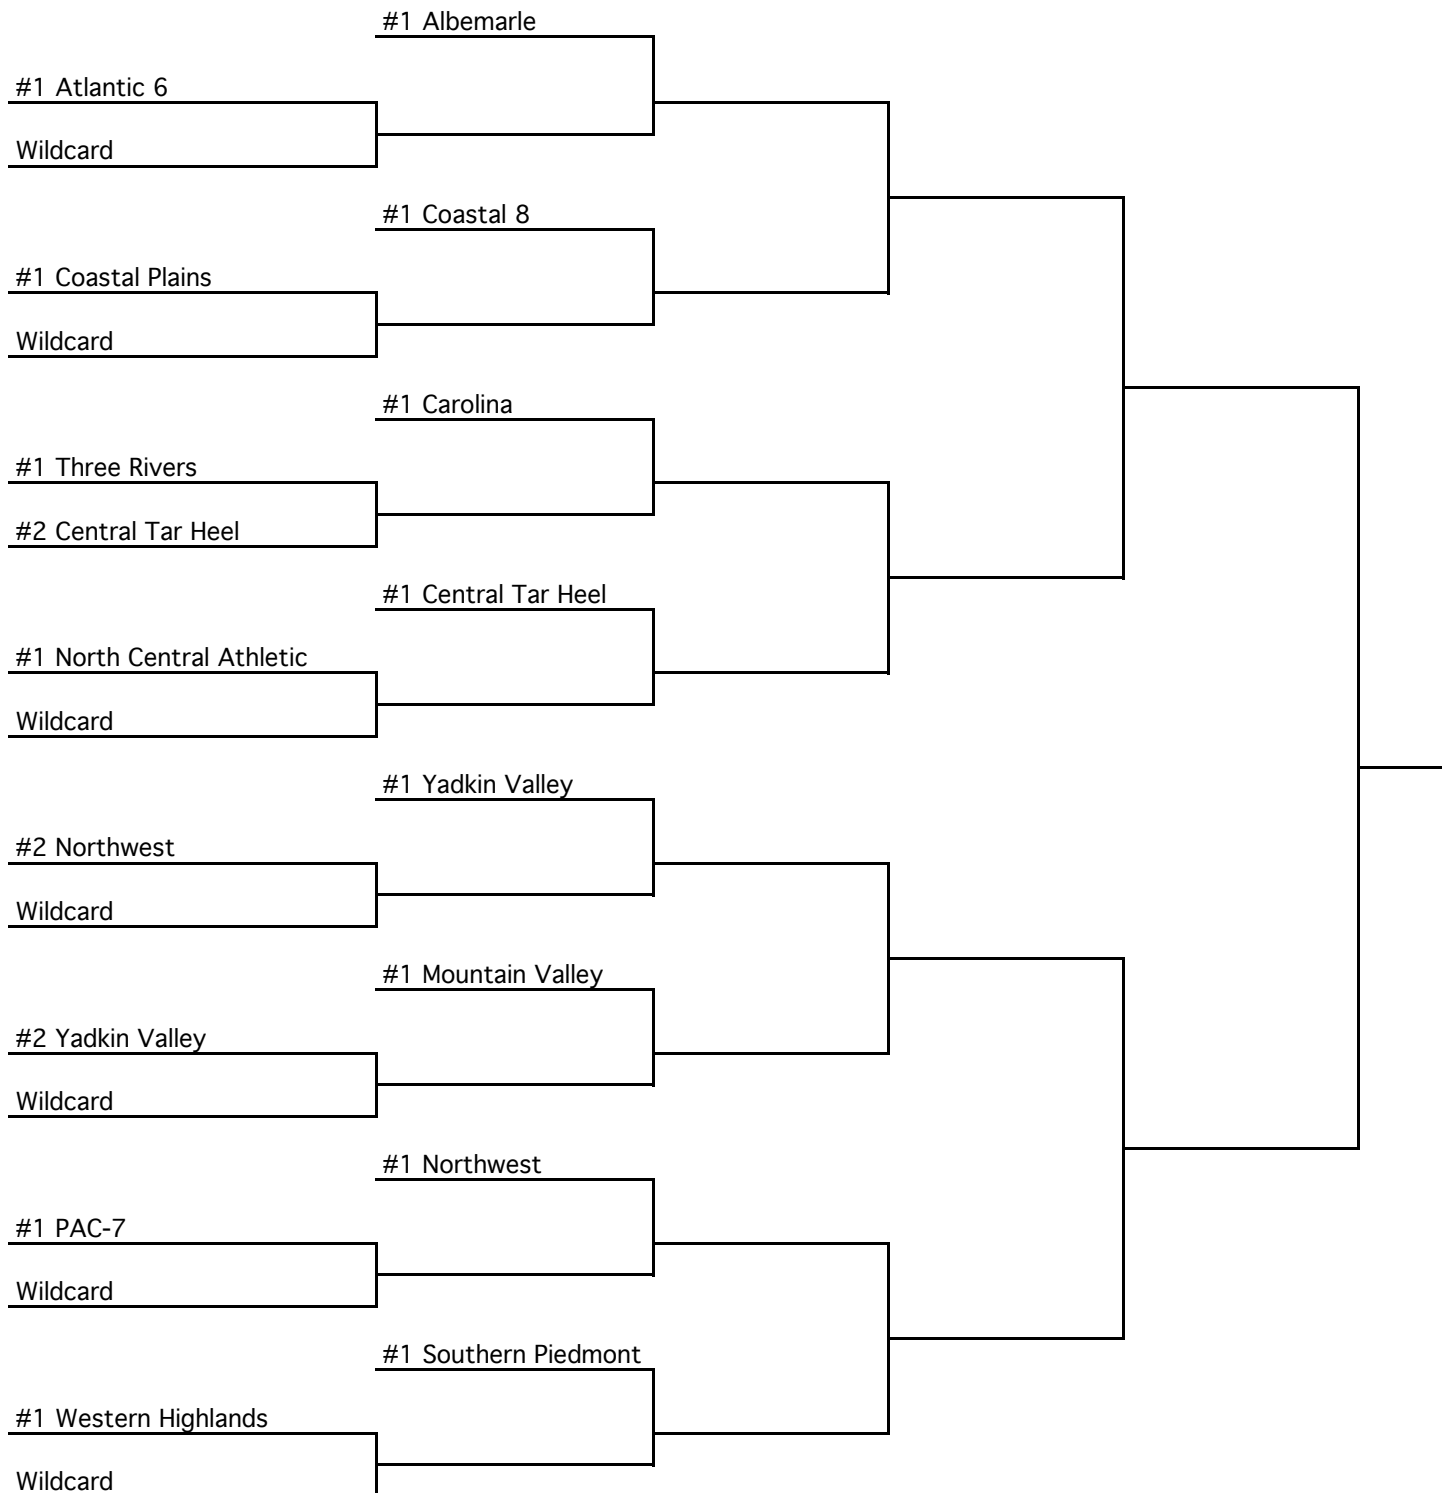 #1 Albemarle
#1 Atlantic 6
Wildcard
#1 Coastal 8
#1 Coastal Plains
Wildcard
#1 Carolina
#1 Three Rivers
#2 Central Tar Heel
#1 Central Tar Heel
#1 North Central Athletic
Wildcard
#1 Yadkin Valley
#2 Northwest
Wildcard
#1 Mountain Valley
#2 Yadkin Valley
Wildcard
#1 Northwest
#1 PAC-7
Wildcard
#1 Southern Piedmont
#1 Western Highlands
Wildcard